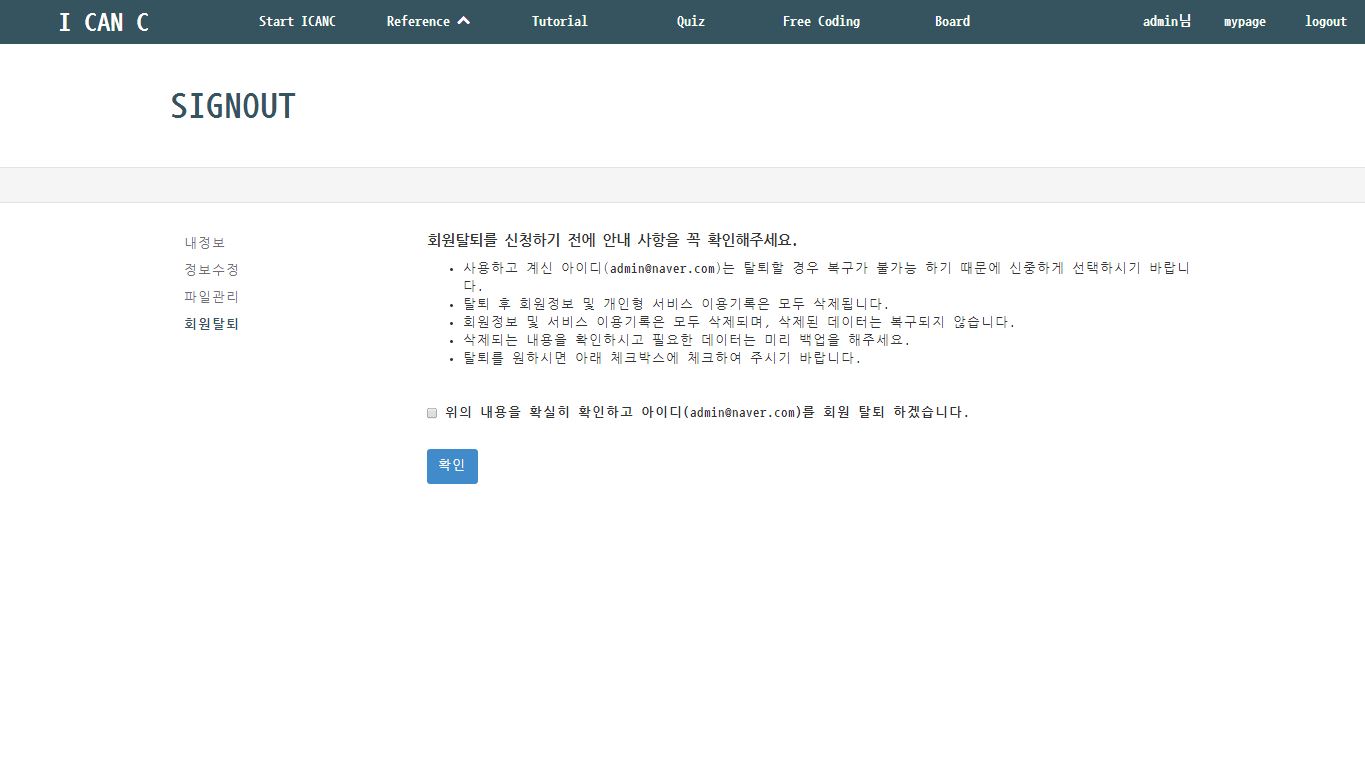 I CAN C
Start ICANC
Reference
Tutorial
Quiz
Free Coding
Board
admin님
mypage
logout
SIGNOUT
내정보
정보수정
파일관리
회원탈퇴
회원탈퇴를 신청하기 전에 안내 사항을 꼭 확인해주세요.
• 사용하고 계신 아이디(admin@naver.com)는 탈퇴할 경우 복구가 불가능 하기 때문에 신중하게 선택하시기 바랍니
다.
• 탈퇴 후 회원정보 및 개인형 서비스 이용기록은 모두 삭제됩니다.
• 회원정보 및 서비스 이용기록은 모두 삭제되며, 삭제된 데이터는 복구되지 않습니다.
• 삭제되는 내용을 확인하시고 필요한 데이터는 미리 백업을 해주세요.
• 탈퇴를 원하시면 아래 체크박스에 체크하여 주시기 바랍니다.
위의 내용을 확실히 확인하고 아이디(admin@naver.com)를 회원 탈퇴 하겠습니다.
확인